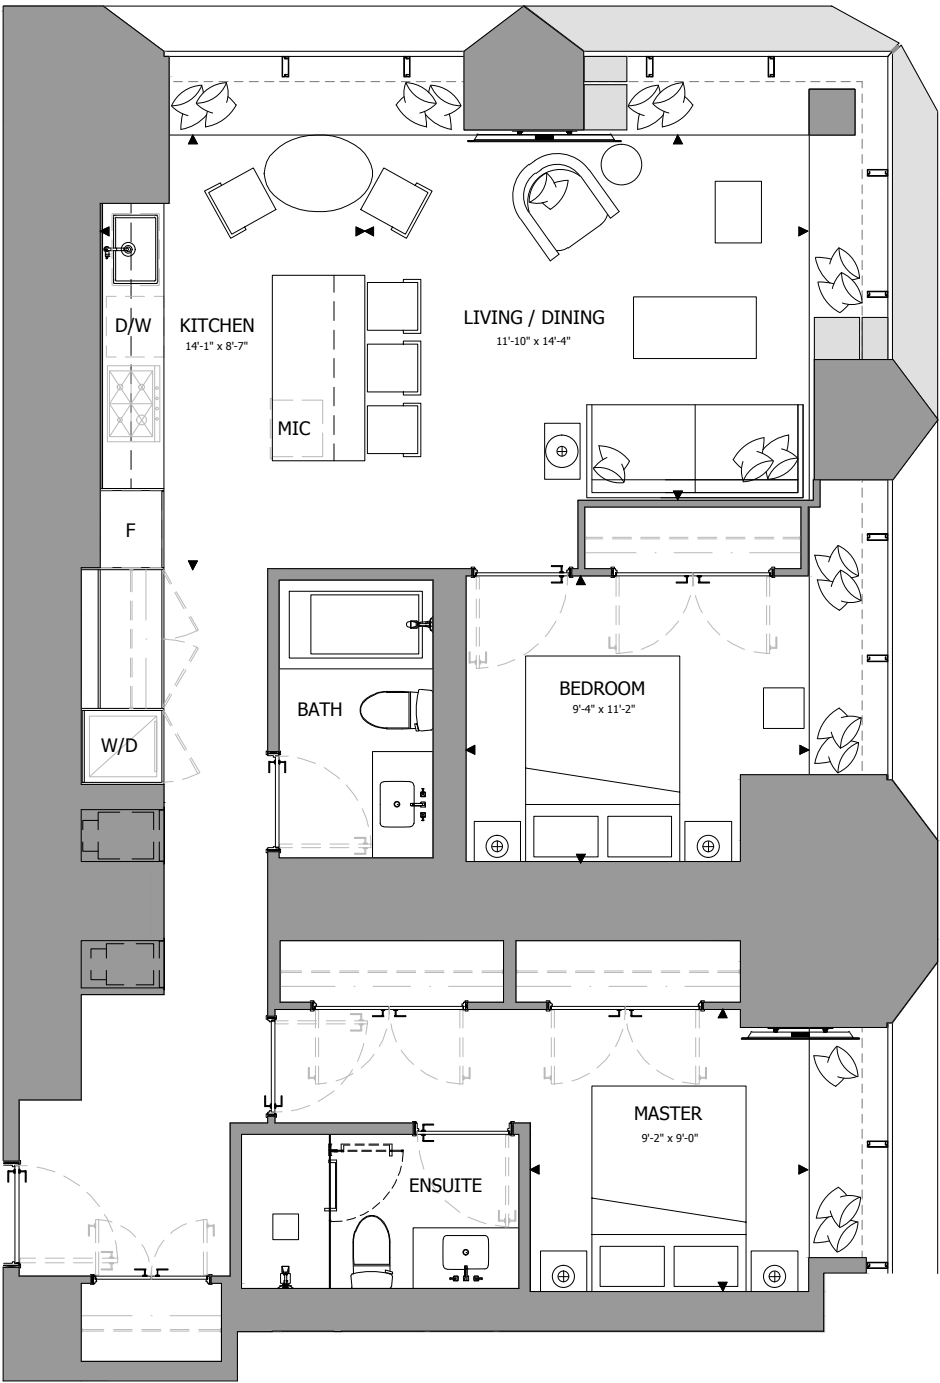 D/W
KITCHEN
14'-1" x 8'-7"
LIVING / DINING
11'-10" x 14'-4"
MIC
F
BEDROOM
9'-4" x 11'-2"
BATH
W/D
MASTER
9'-2" x 9'-0"
ENSUITE